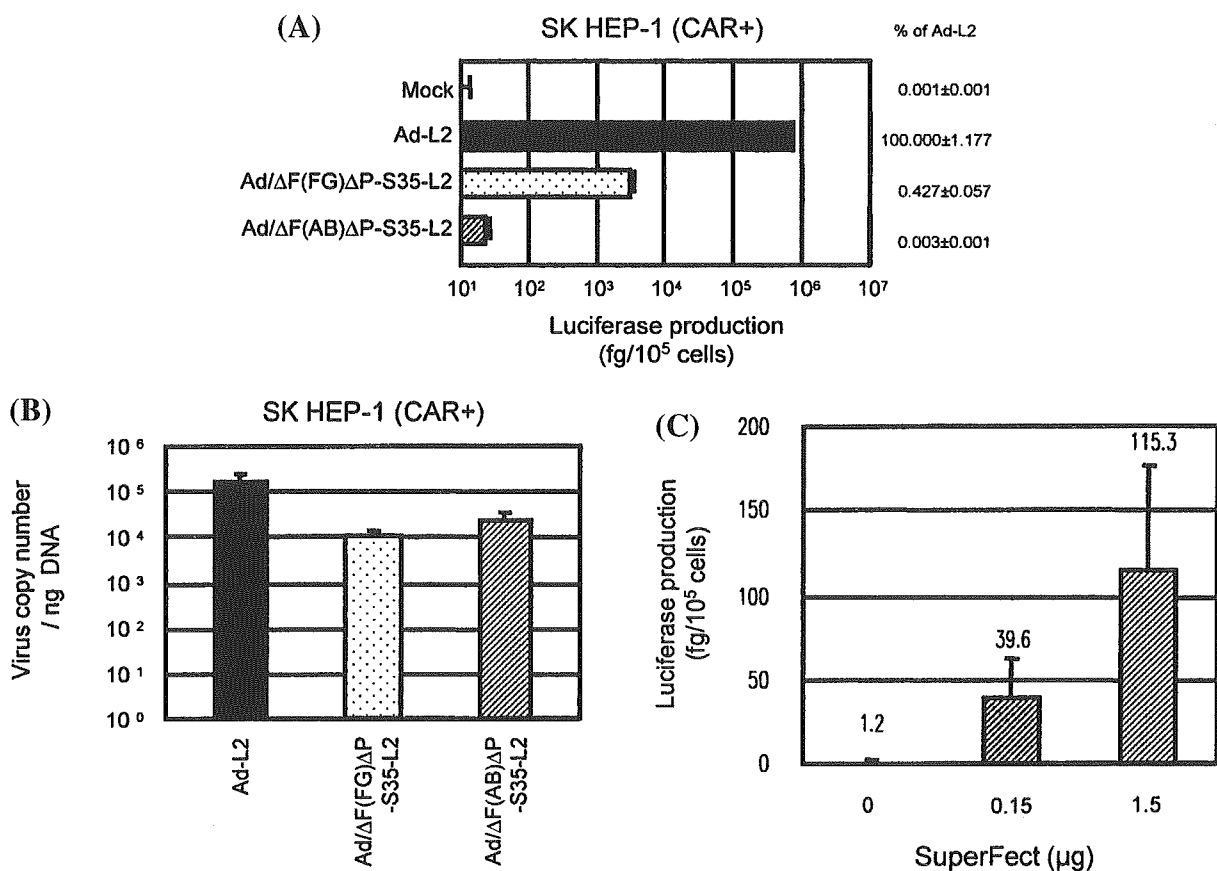 (A)
SK HEP-1 (CAR+)
% of Ad-L2
Mock
0.001±0.001
Ad-L2
100.000±1.177
Ad/ΔF(FG)ΔP-S35-L2
0.427±0.057
Ad/ΔF(AB)ΔP-S35-L2
0.003±0.001
10¹ 10² 10³ 10⁴ 10⁵ 10⁶ 10⁷
Luciferase production
(fg/10⁵ cells)
(B)
SK HEP-1 (CAR+)
Virus copy number
/ ng DNA
10⁶
10⁵
10⁴
10³
10²
10¹
10⁰
Ad-L2
Ad/ΔF(FG)ΔP
-S35-L2
Ad/ΔF(AB)ΔP
-S35-L2
(C)
Luciferase production
(fg/10⁵ cells)
200
150
100
50
0
1.2
39.6
115.3
0 0.15 1.5
SuperFect (µg)